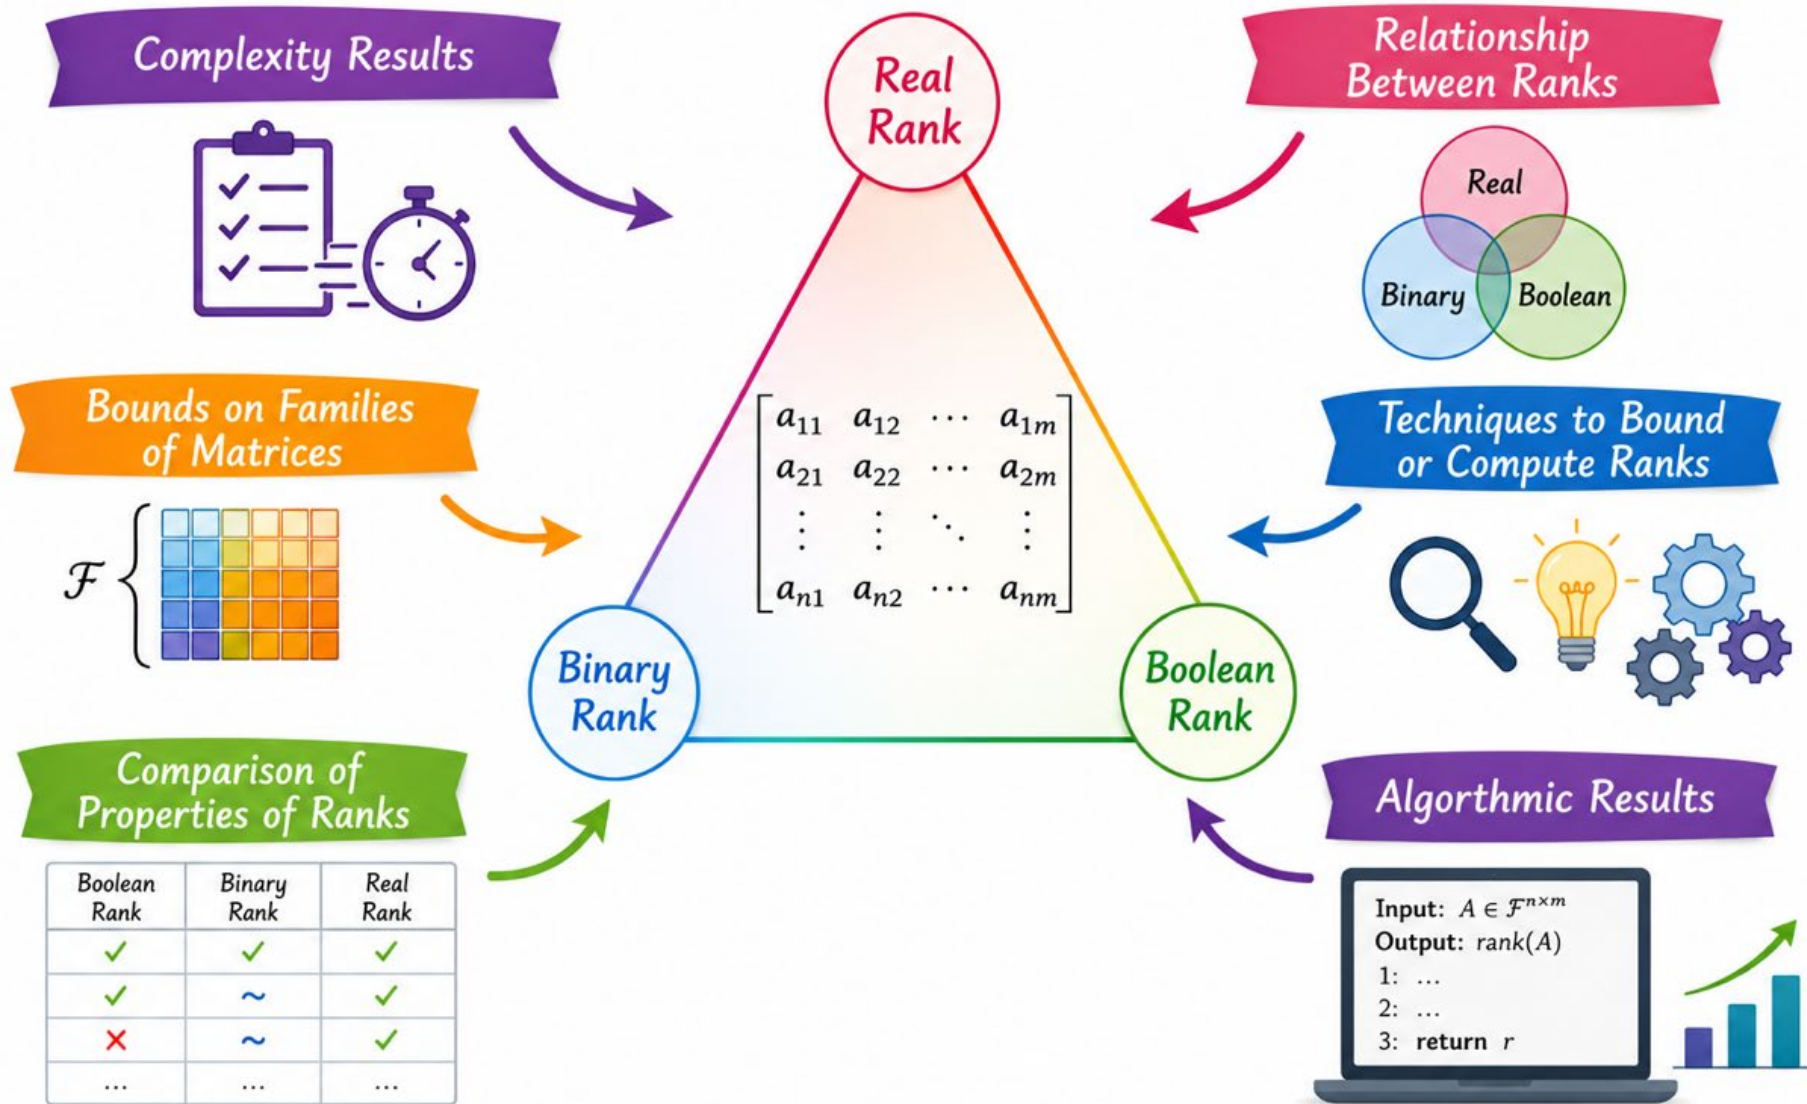 Complexity Results
Real
Rank
Relationship
Between Ranks
Real
Binary
Boolean
Bounds on Families
of Matrices
ℱ
a₁₁ a₁₂ ⋯ a₁ₘ
a₂₁ a₂₂ ⋯ a₂ₘ
⋮ ⋮ ⋱ ⋮
aₙ₁ aₙ₂ ⋯ aₙₘ
Techniques to Bound
or Compute Ranks
Binary
Rank
Boolean
Rank
Comparison of
Properties of Ranks
Boolean Rank Binary Rank Real Rank
✓ ✓ ✓
✓ ~ ✓
✗ ~ ✓
... ... ...
Algorthmic Results
Input: A ∈ ℱⁿˣᵐ
Output: rank(A)
1: ...
2: ...
3: return r